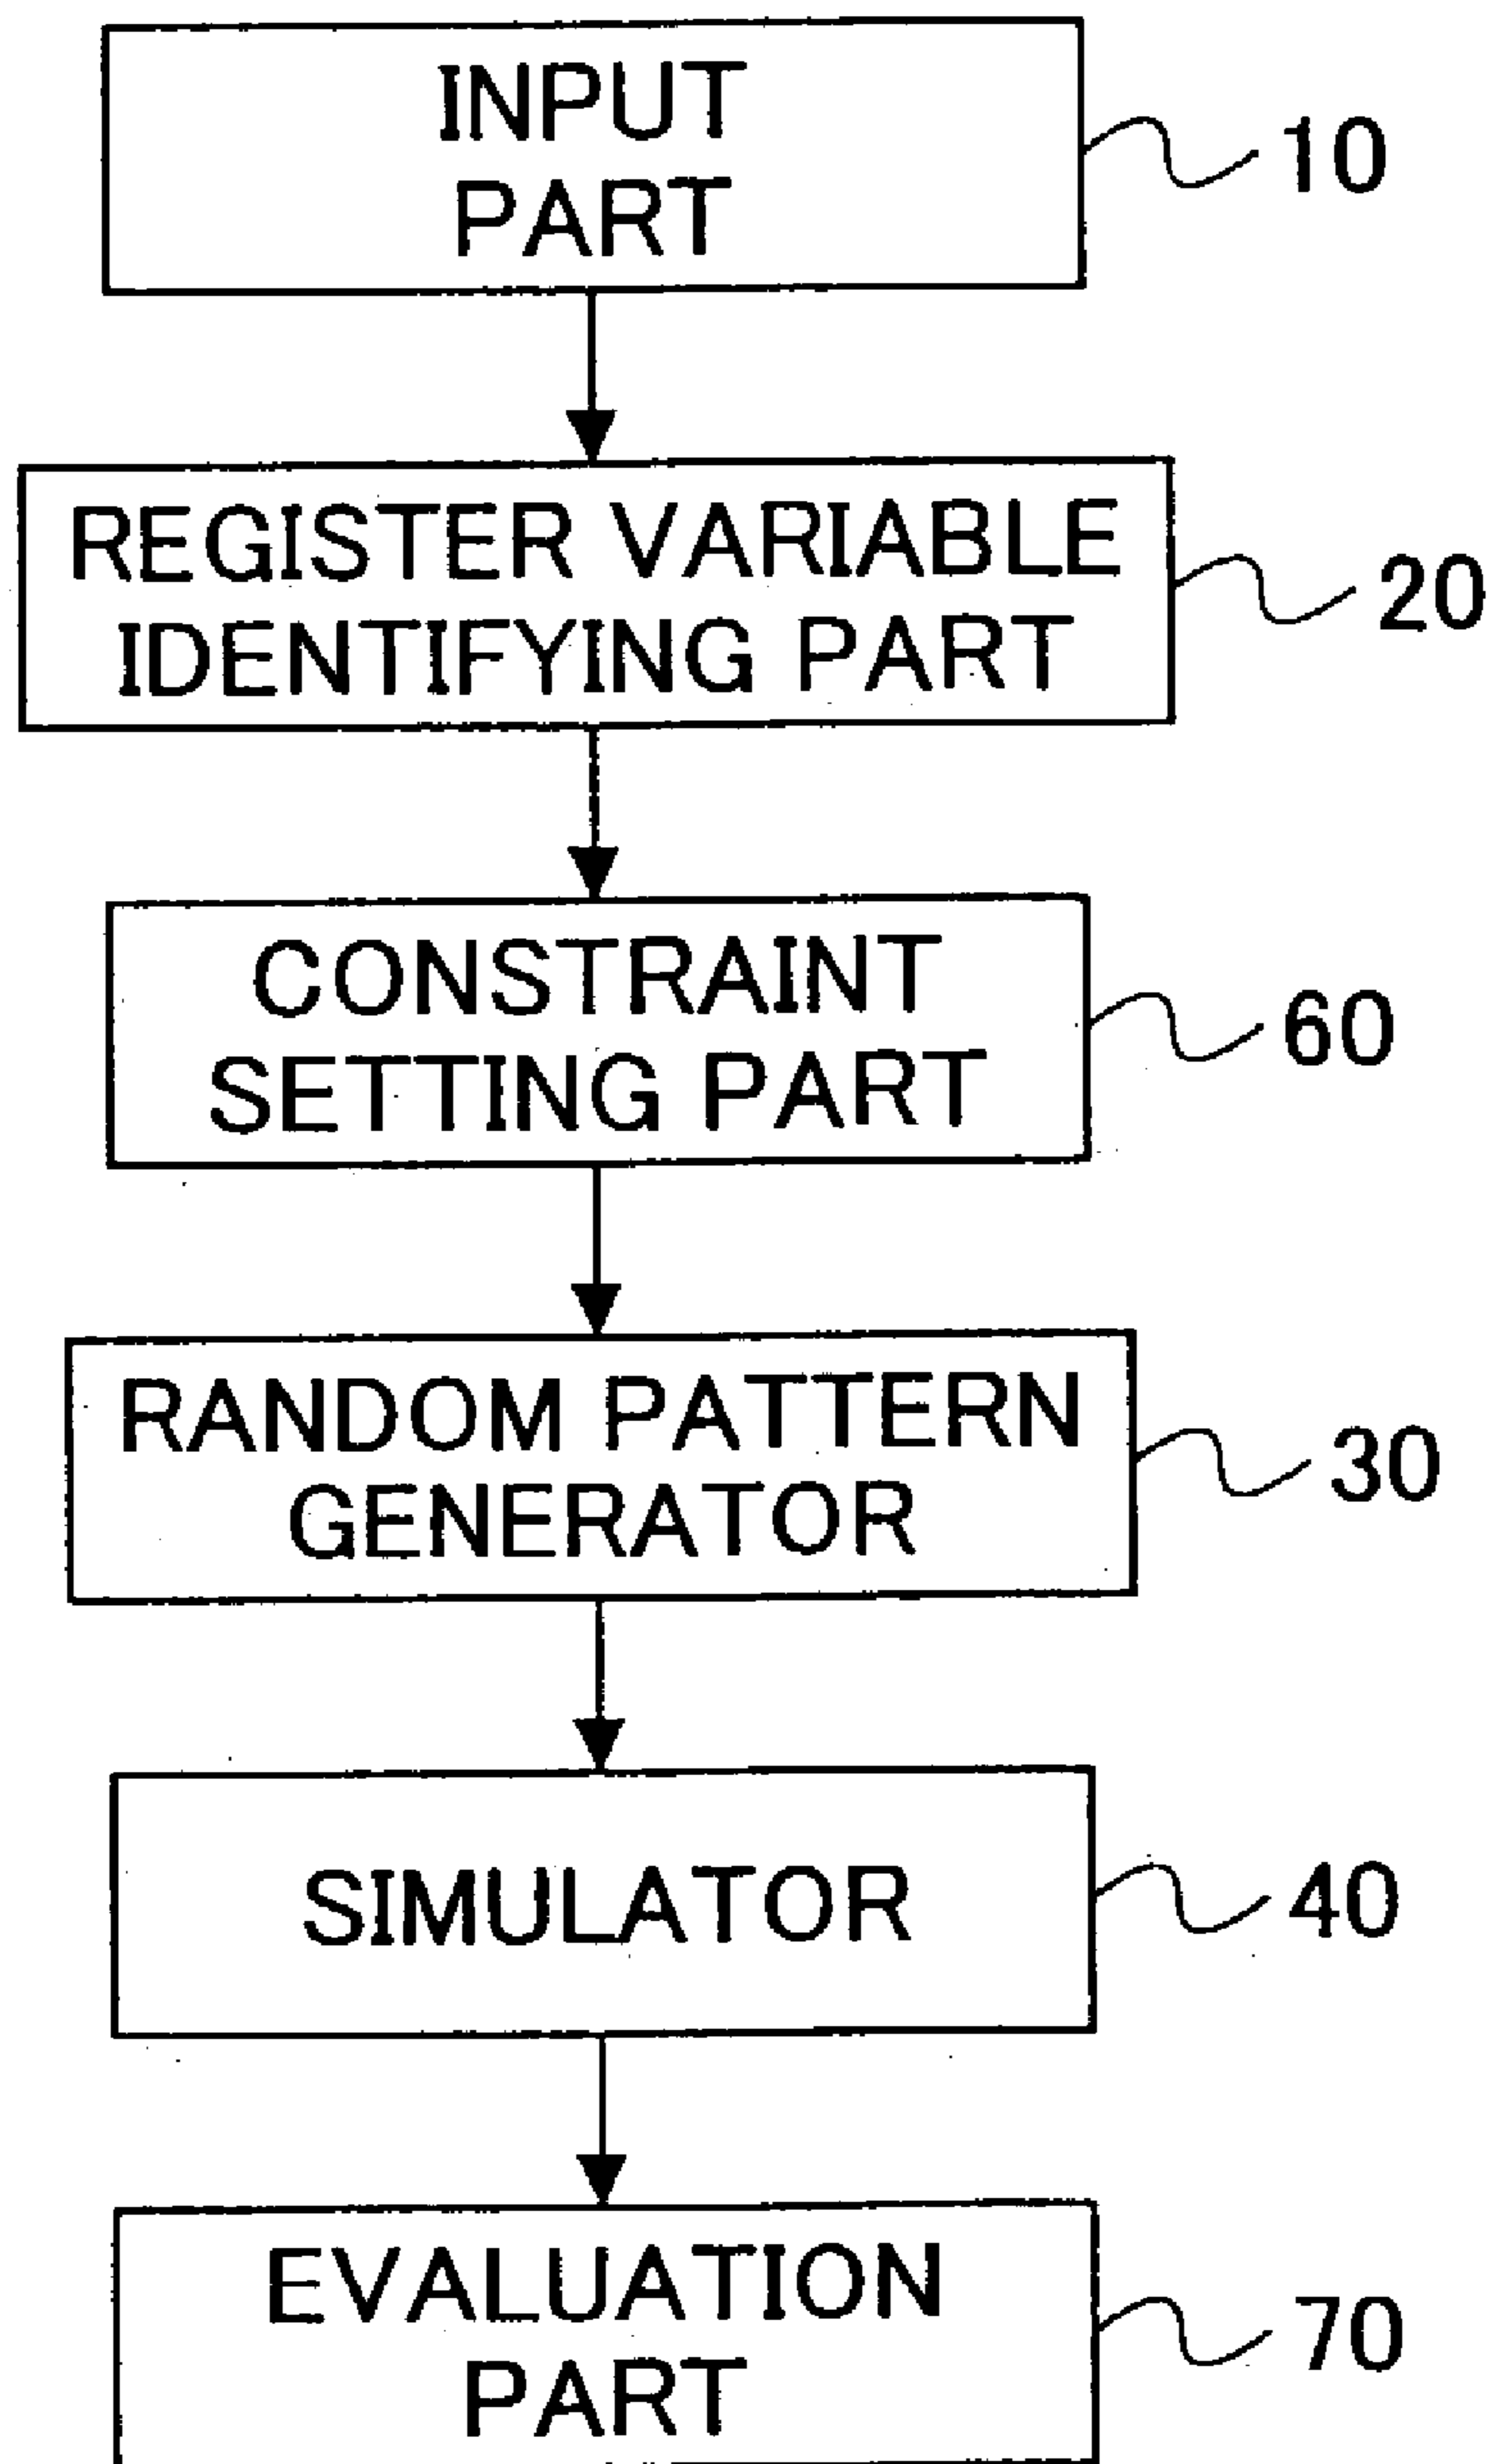 INPUT
PART
10
REGISTER VARIABLE
IDENTIFYING PART
20
CONSTRAINT
SETTING PART
60
RANDOM PATTERN
GENERATOR
30
SIMULATOR
40
EVALUATION
PART
70